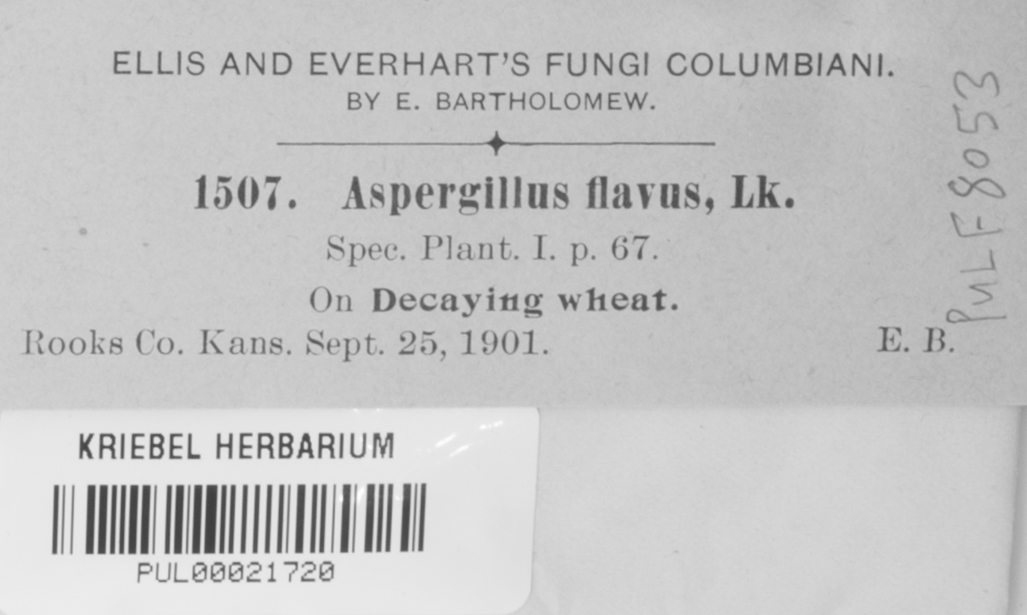 ELLIS AND EVERHART'S FUNGI COLUMBIANI.
BY E. BARTHOLOMEW.
1507. Aspergillus flavus, Lk.
Spec. Plant. I. p. 67.
On Decaying wheat.
Rooks Co. Kans. Sept. 25, 1901. E. B.
PUL F8053
KRIEBEL HERBARIUM
PUL00021720